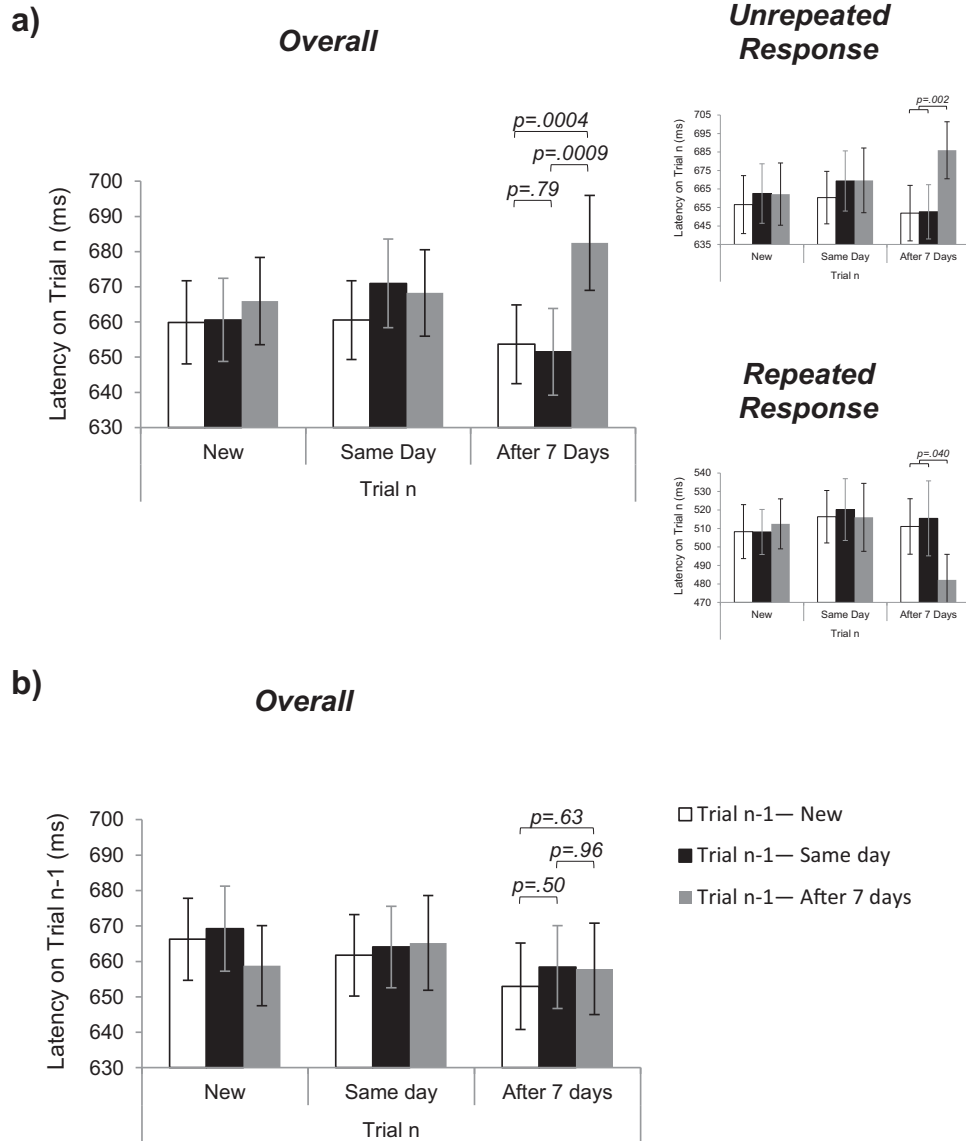 a)
Overall
Latency on Trial n (ms)
700
690
680
670
660
650
640
630
p=.0004
p=.0009
p=.79
New
Same Day
After 7 Days
Trial n
Unrepeated
Response
Latency on Trial n (ms)
705
695
685
675
665
655
645
635
p=.002
New
Same Day
After 7 Days
Trial n
Repeated
Response
Latency on Trial n (ms)
540
530
520
510
500
490
480
470
p=.040
New
Same Day
After 7 Days
Trial n
b)
Overall
Latency on Trial n-1 (ms)
700
690
680
670
660
650
640
630
p=.63
p=.96
p=.50
New
Same day
After 7 days
Trial n
Trial n-1— New
Trial n-1— Same day
Trial n-1— After 7 days